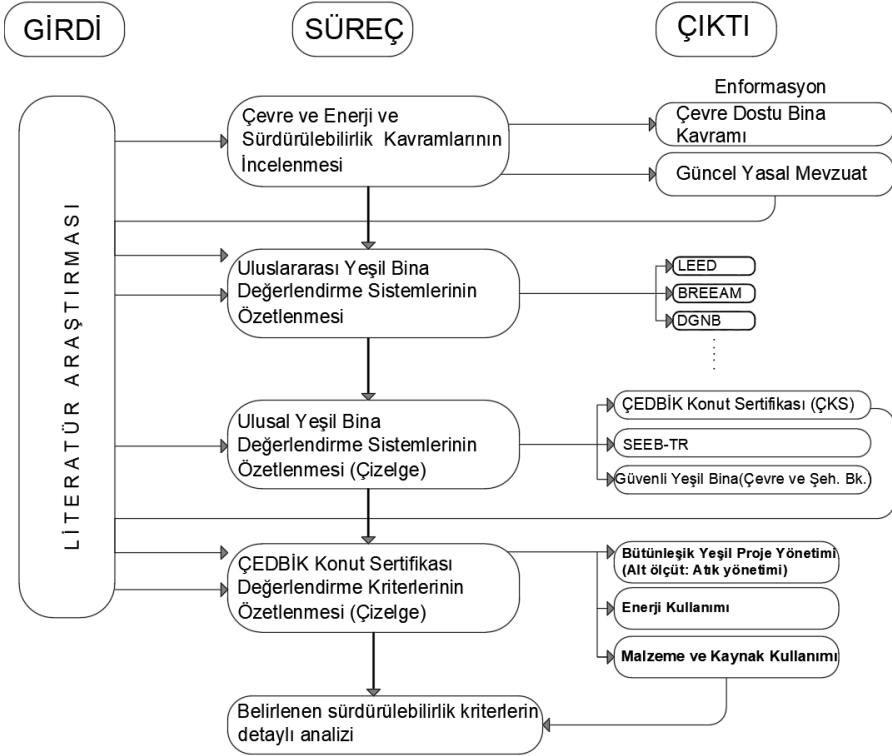 GİRDİ
SÜREÇ
ÇIKTI
LİTERATÜR ARAŞTIRMASI
Çevre ve Enerji ve
Sürdürülebilirlik Kavramlarının
İncelenmesi
Enformasyon
Çevre Dostu Bina
Kavramı
Güncel Yasal Mevzuat
Uluslararası Yeşil Bina
Değerlendirme Sistemlerinin
Özetlenmesi
LEED
BREEAM
DGNB
Ulusal Yeşil Bina
Değerlendirme Sistemlerinin
Özetlenmesi (Çizelge)
ÇEDBİK Konut Sertifikası (ÇKS)
SEEB-TR
Güvenli Yeşil Bina(Çevre ve Şeh. Bk.
ÇEDBİK Konut Sertifikası
Değerlendirme Kriterlerinin
Özetlenmesi (Çizelge)
Bütünleşik Yeşil Proje Yönetimi
(Alt ölçüt: Atık yönetimi)
Enerji Kullanımı
Malzeme ve Kaynak Kullanımı
Belirlenen sürdürülebilirlik kriterlerin
detaylı analizi